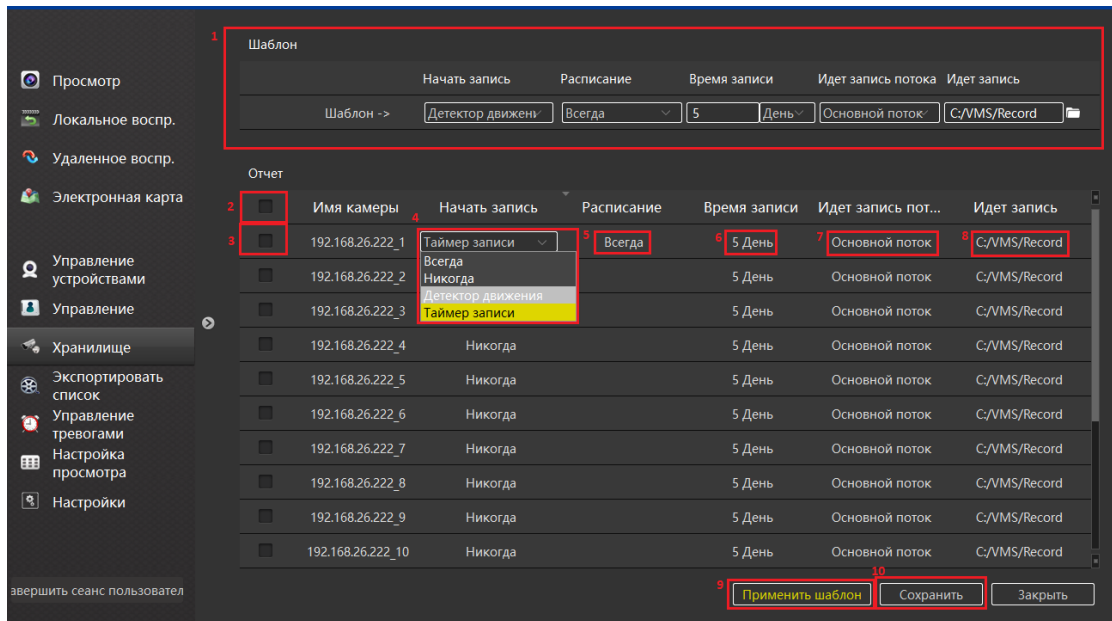 1
Шаблон
Начать запись Расписание Время записи Идет запись потока Идет запись
Шаблон -> Детектор движени Всегда 5 День Основной поток C:/VMS/Record
Просмотр
Локальное воспр.
Удаленное воспр.
Электронная карта
Управление
устройствами
Управление
Хранилище
Экспортировать
список
Управление
тревогами
Настройка
просмотра
Настройки
авершить сеанс пользовател
Отчет
2 Имя камеры Начать запись Расписание Время записи Идет запись пот... Идет запись
3 192.168.26.222_1 4 Таймер записи 5 Всегда 6 5 День 7 Основной поток 8 C:/VMS/Record
Всегда
Никогда
Детектор движения
Таймер записи
192.168.26.222_2 5 День Основной поток C:/VMS/Record
192.168.26.222_3 5 День Основной поток C:/VMS/Record
192.168.26.222_4 Никогда 5 День Основной поток C:/VMS/Record
192.168.26.222_5 Никогда 5 День Основной поток C:/VMS/Record
192.168.26.222_6 Никогда 5 День Основной поток C:/VMS/Record
192.168.26.222_7 Никогда 5 День Основной поток C:/VMS/Record
192.168.26.222_8 Никогда 5 День Основной поток C:/VMS/Record
192.168.26.222_9 Никогда 5 День Основной поток C:/VMS/Record
192.168.26.222_10 Никогда 5 День Основной поток C:/VMS/Record
9 Применить шаблон 10 Сохранить Закрыть